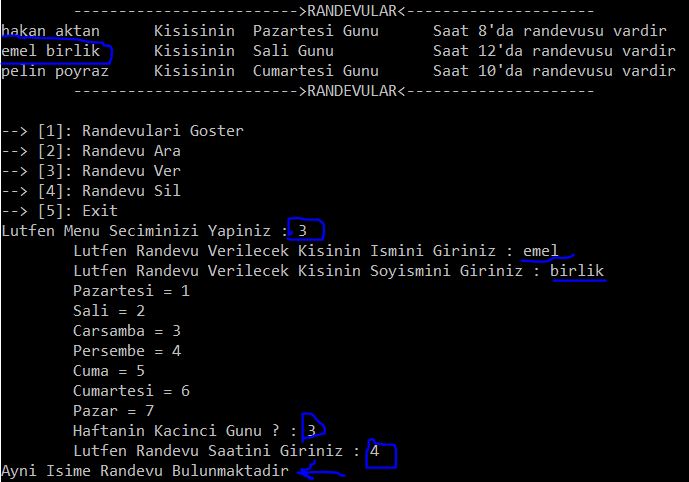 ------------------------->RANDEVULAR<---------------------
hakan aktan Kisisinin Pazartesi Gunu Saat 8'da randevusu vardir
emel birlik Kisisinin Sali Gunu Saat 12'da randevusu vardir
pelin poyraz Kisisinin Cumartesi Gunu Saat 10'da randevusu vardir
------------------------->RANDEVULAR<---------------------
--> [1]: Randevulari Goster
--> [2]: Randevu Ara
--> [3]: Randevu Ver
--> [4]: Randevu Sil
--> [5]: Exit
Lutfen Menu Seciminizi Yapiniz : 3
Lutfen Randevu Verilecek Kisinin Ismini Giriniz : emel
Lutfen Randevu Verilecek Kisinin Soyismini Giriniz : birlik
Pazartesi = 1
Sali = 2
Carsamba = 3
Persembe = 4
Cuma = 5
Cumartesi = 6
Pazar = 7
Haftanin Kacinci Gunu ? : 3
Lutfen Randevu Saatini Giriniz : 4
Ayni Isime Randevu Bulunmaktadir